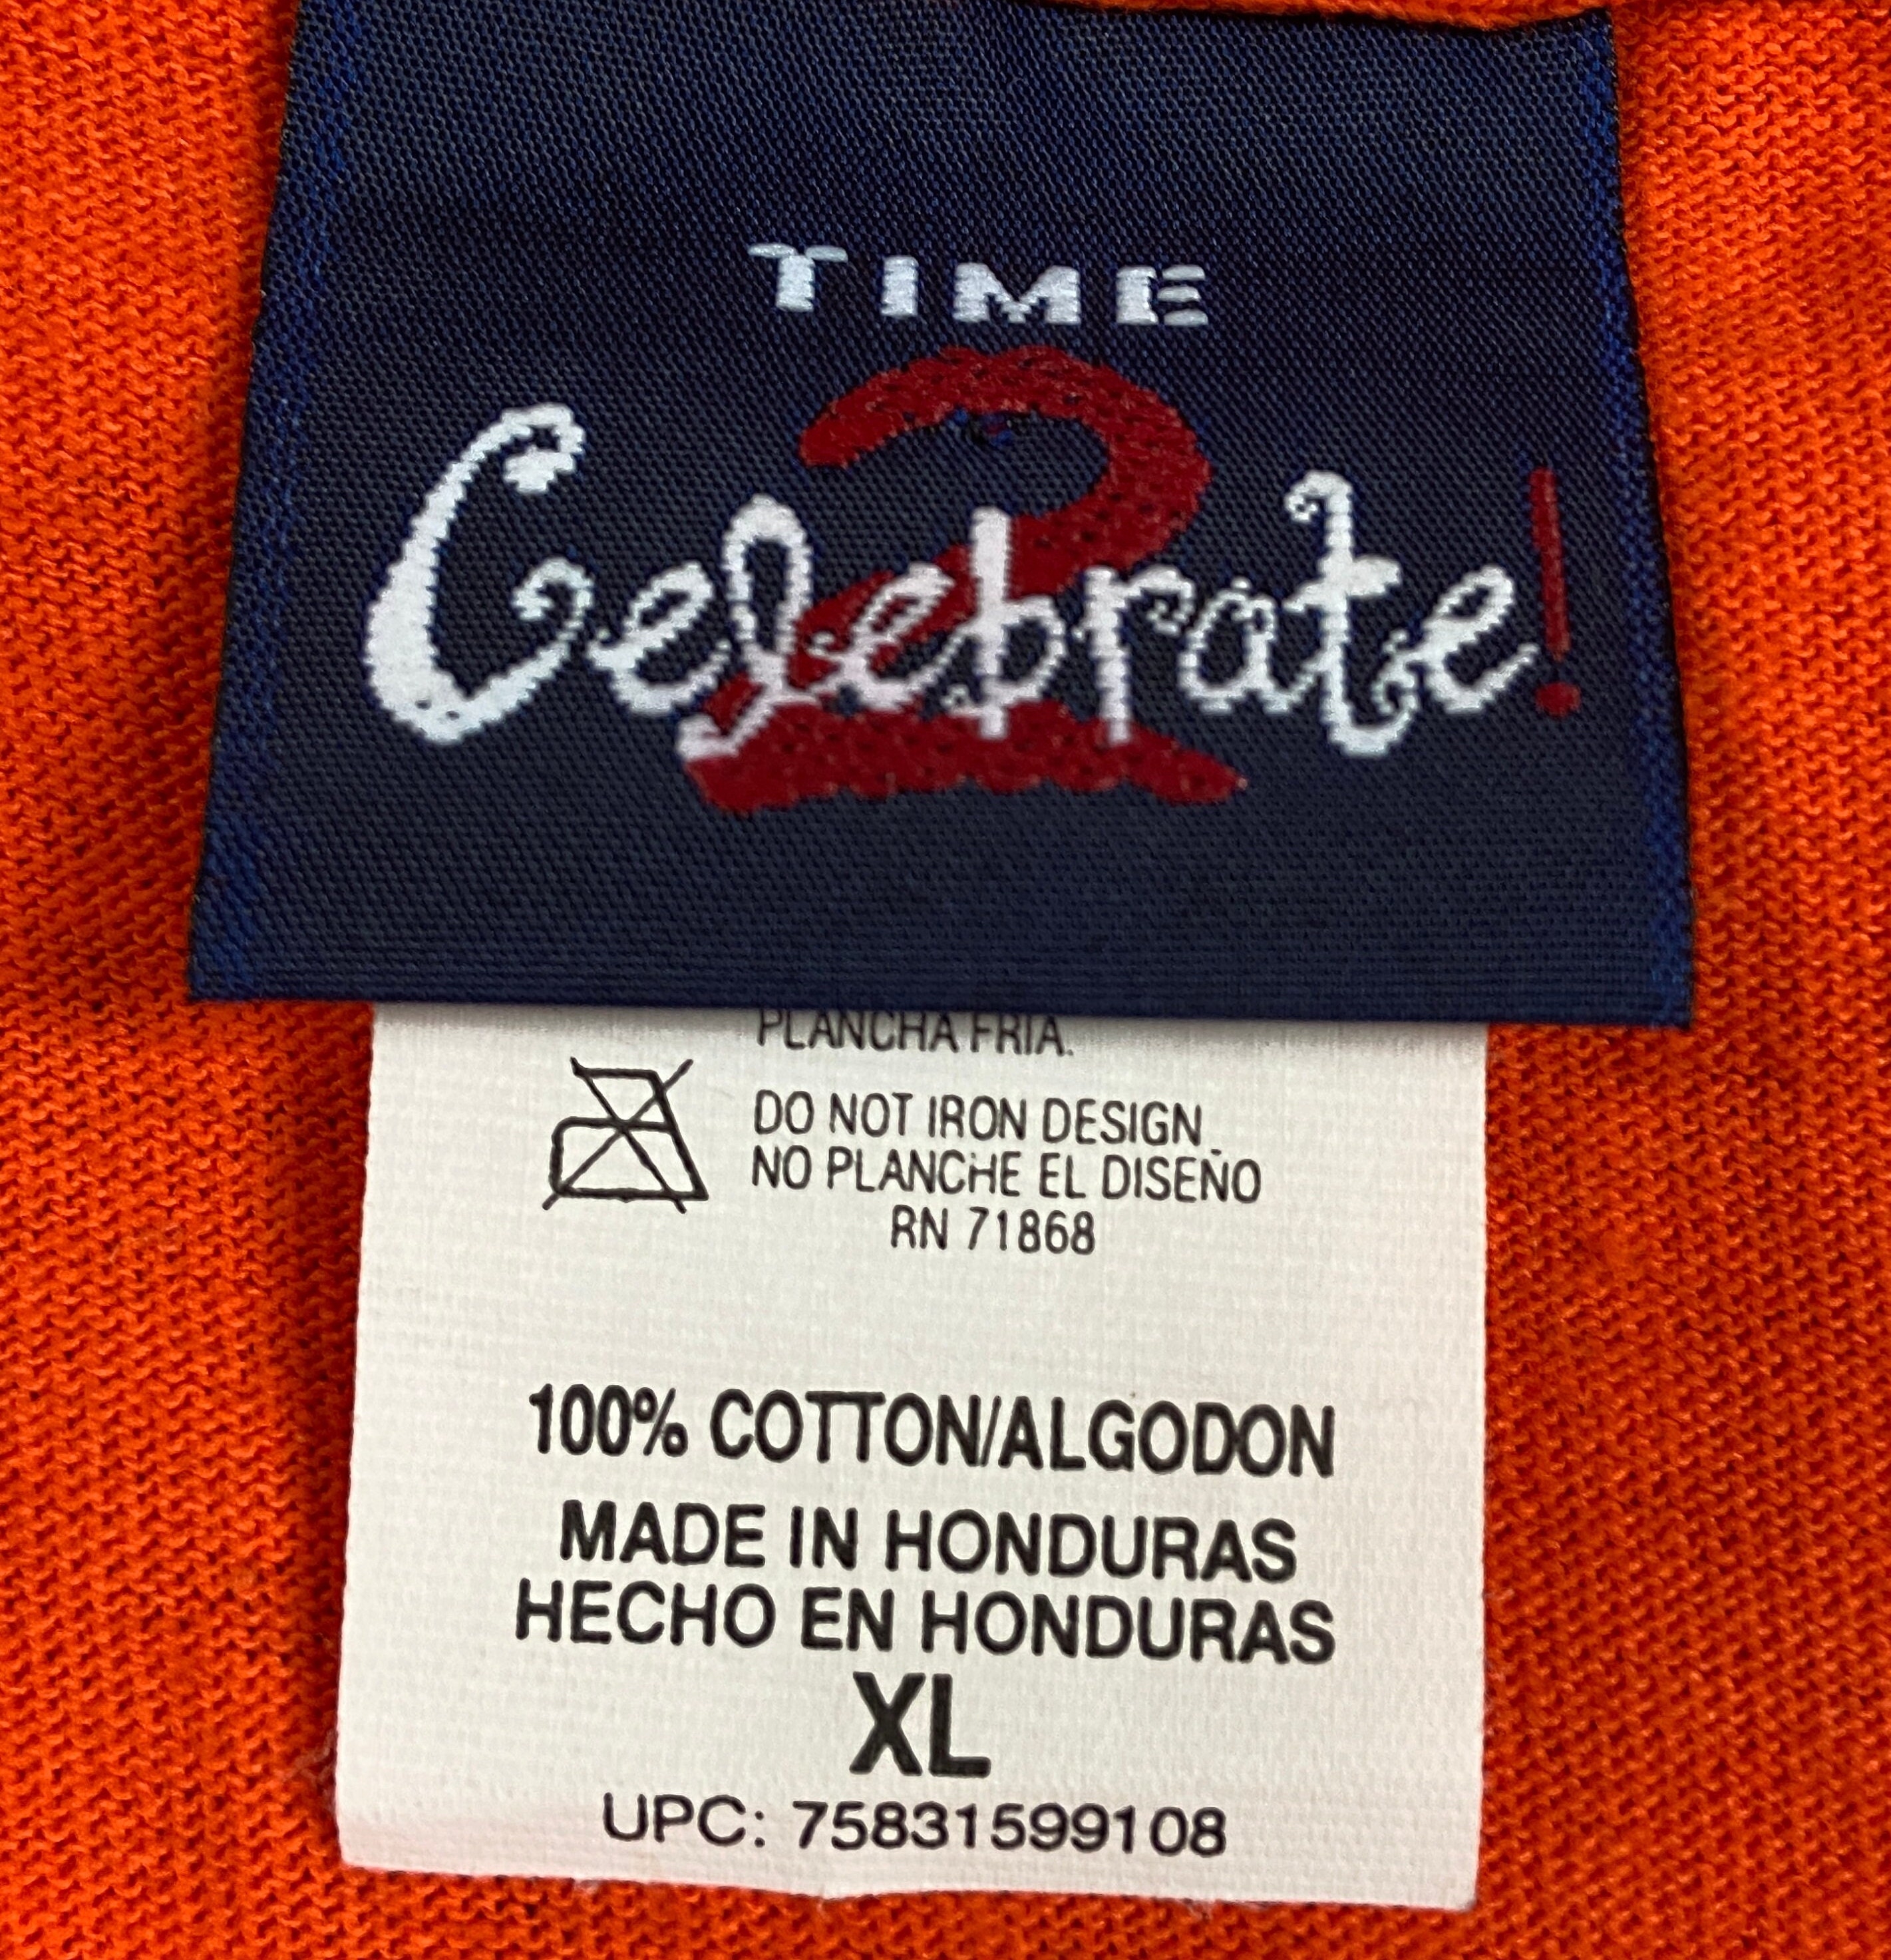 TIME
2
Celebrate!
PLANCHA FRIA.
DO NOT IRON DESIGN
NO PLANCHE EL DISEÑO
RN 71868
100% COTTON/ALGODON
MADE IN HONDURAS
HECHO EN HONDURAS
XL
UPC: 75831599108